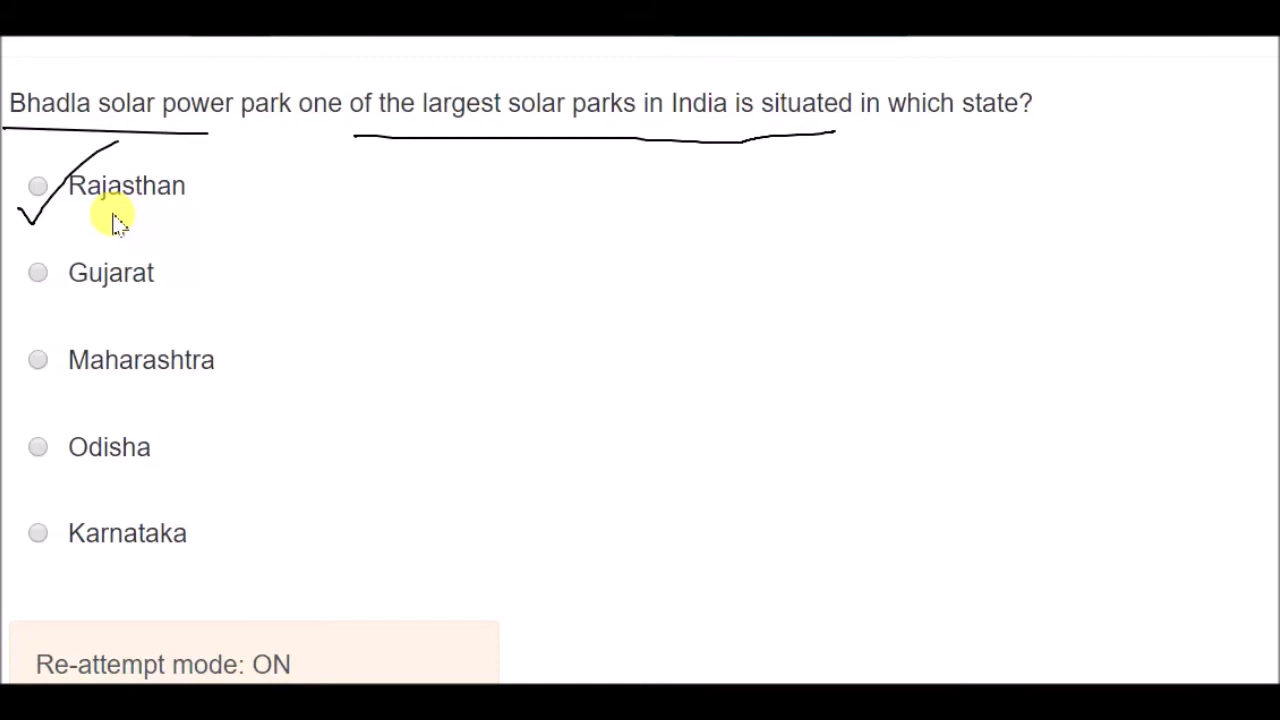 Bhadla solar power park one of the largest solar parks in India is situated in which state?
Rajasthan
Gujarat
Maharashtra
Odisha
Karnataka
Re-attempt mode: ON